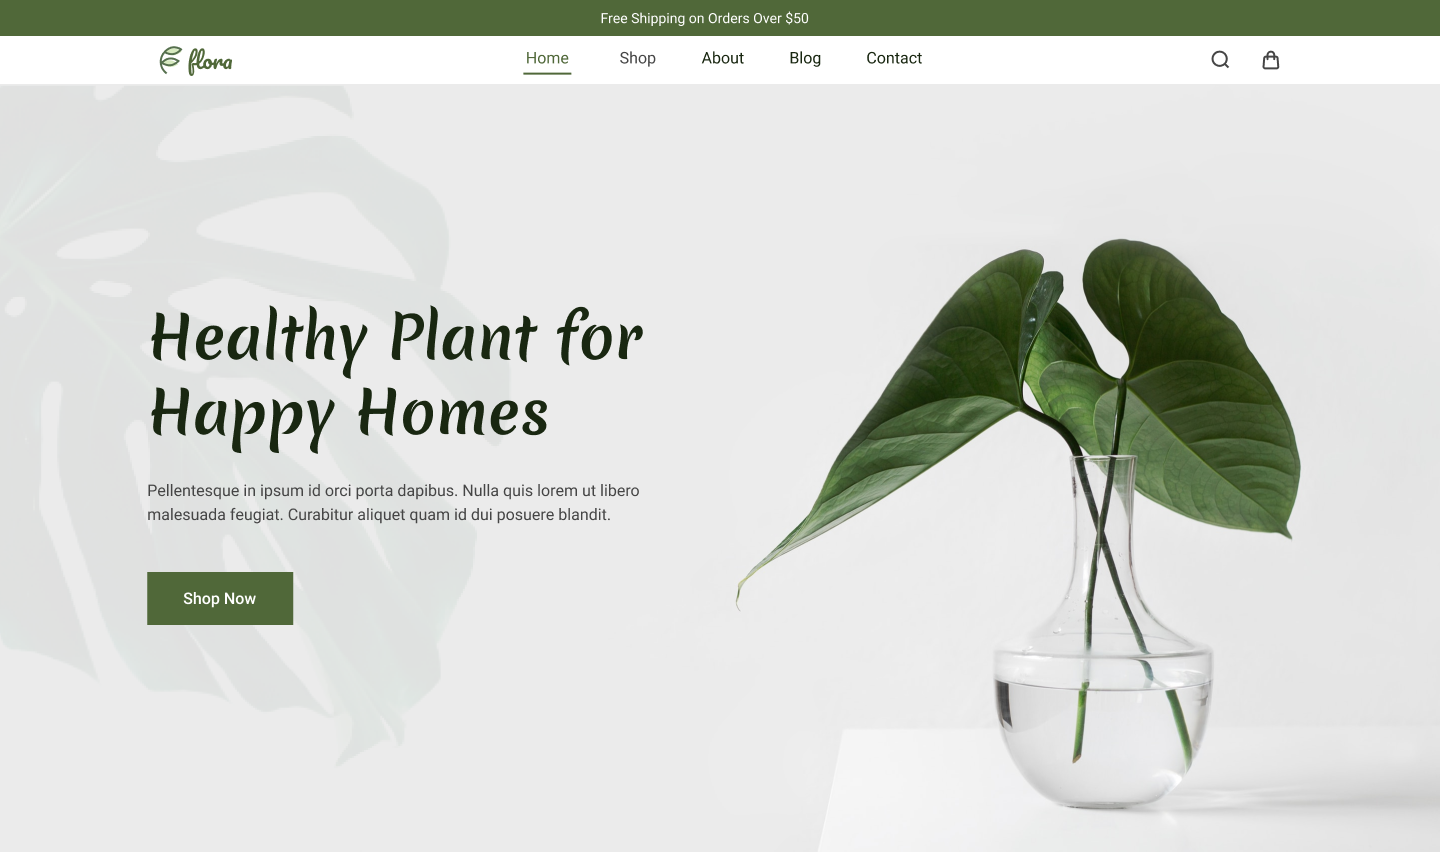 Free Shipping on Orders Over $50
flora
Home Shop About Blog Contact
Healthy Plant for
Happy Homes
Pellentesque in ipsum id orci porta dapibus. Nulla quis lorem ut libero
malesuada feugiat. Curabitur aliquet quam id dui posuere blandit.
Shop Now